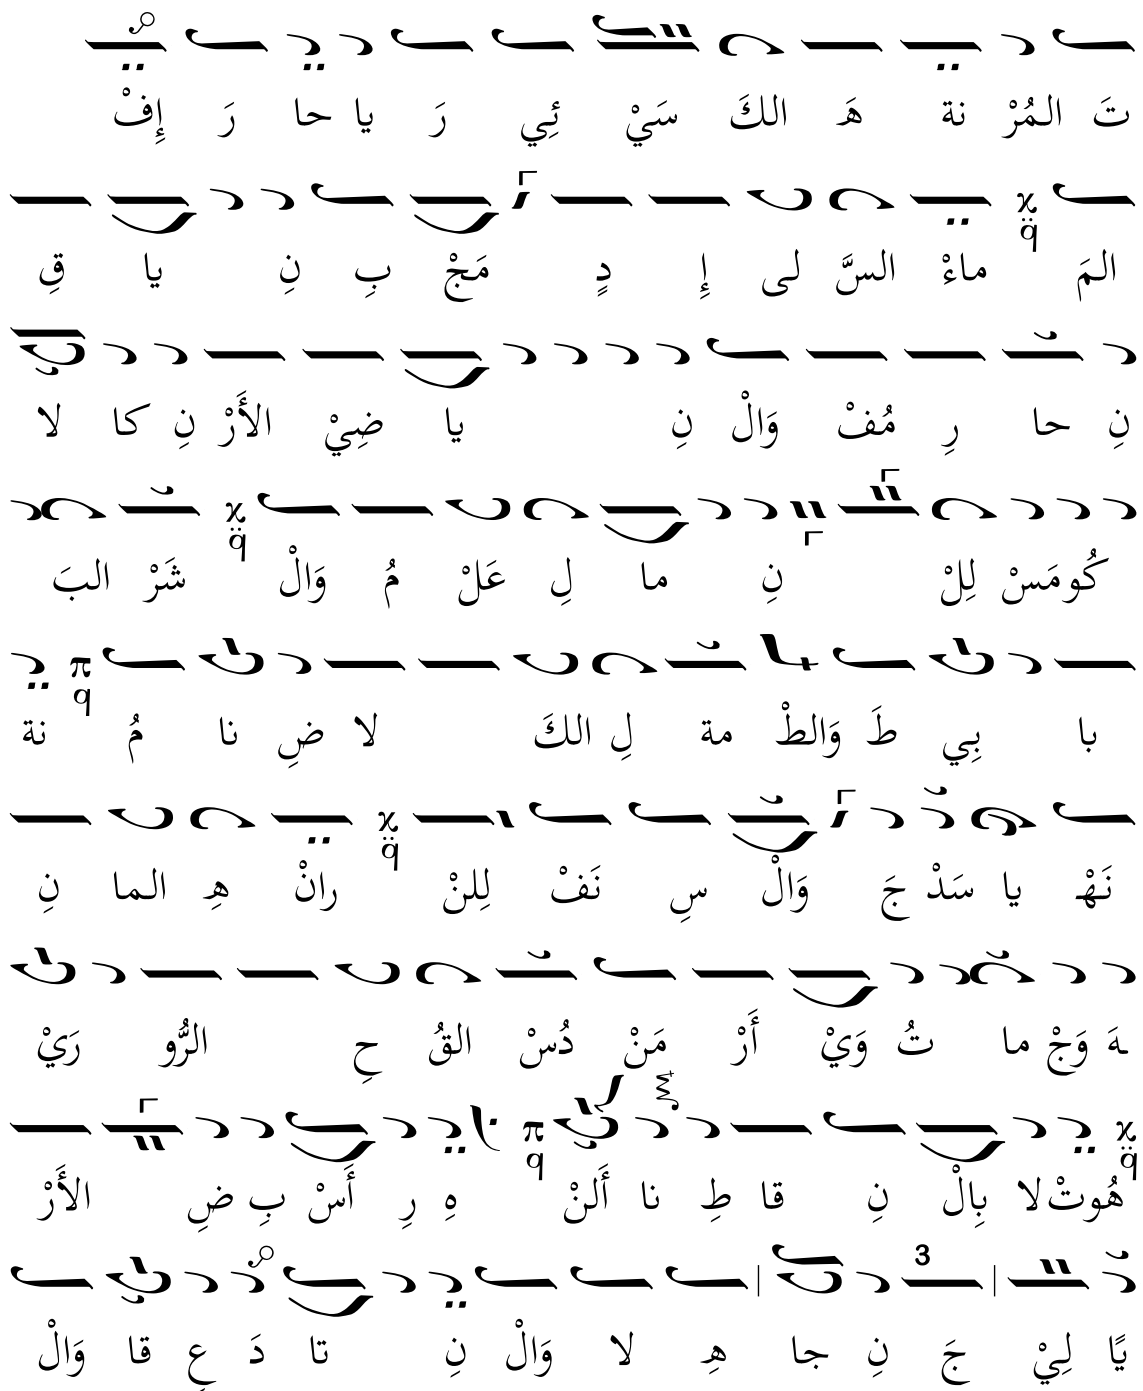 تَ المُرْ نة هَ الكَ سَيْ ئِي رَ يا حا رَ إِفْ
المَ ماءْ السَّ لى إِ دٍ مَجْ بِ نِ يا قِ
نِ حا رِ مُفْ وَالْ نِ يا ضِيْ الأَرْ نِ كا لا
كُومَسْ لِلْ نِ ما لِ عَلْ مُ وَالْ شَرْ البَ
با بِي طَ وَالطْ مة لِ الكَ لا ضِ نا مُ نة
نَهْ يا سَدْ جَ وَالْ سِ نَفْ لِلنْ رانْ هِ الما نِ
هَ وَجْ ما تُ وَيْ أَرْ مَنْ دُسْ القُ حِ الرُّو رَيْ
هُوتْ لا بِالْ نِ قا طِ نا أَلنْ هِ رِ أَسْ بِ ضِ الأَرْ
3
يًا لِيْ جَ نِ جا هِ لا وَالْ نِ تا دَ عِ قا وَالْ